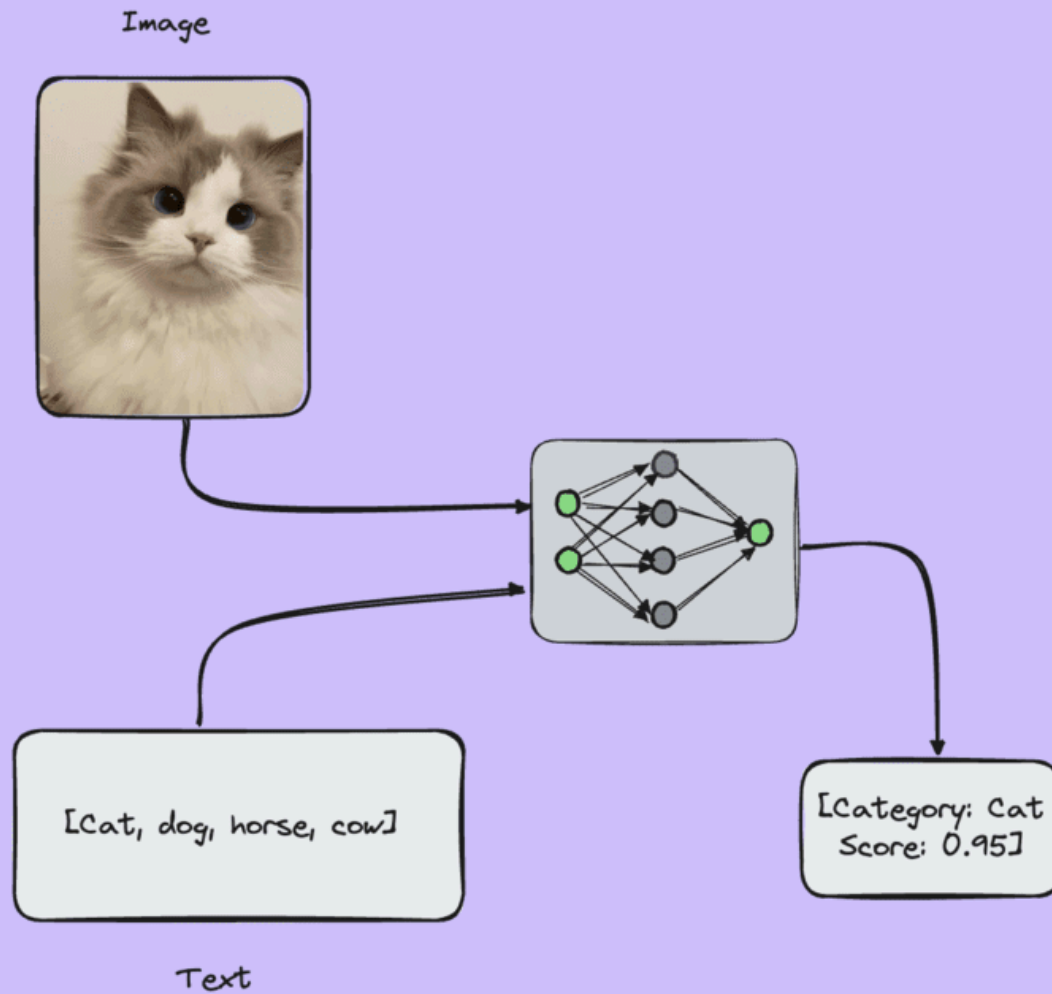 Image
[Cat, dog, horse, cow]
[Category: Cat
Score: 0.95]
Text